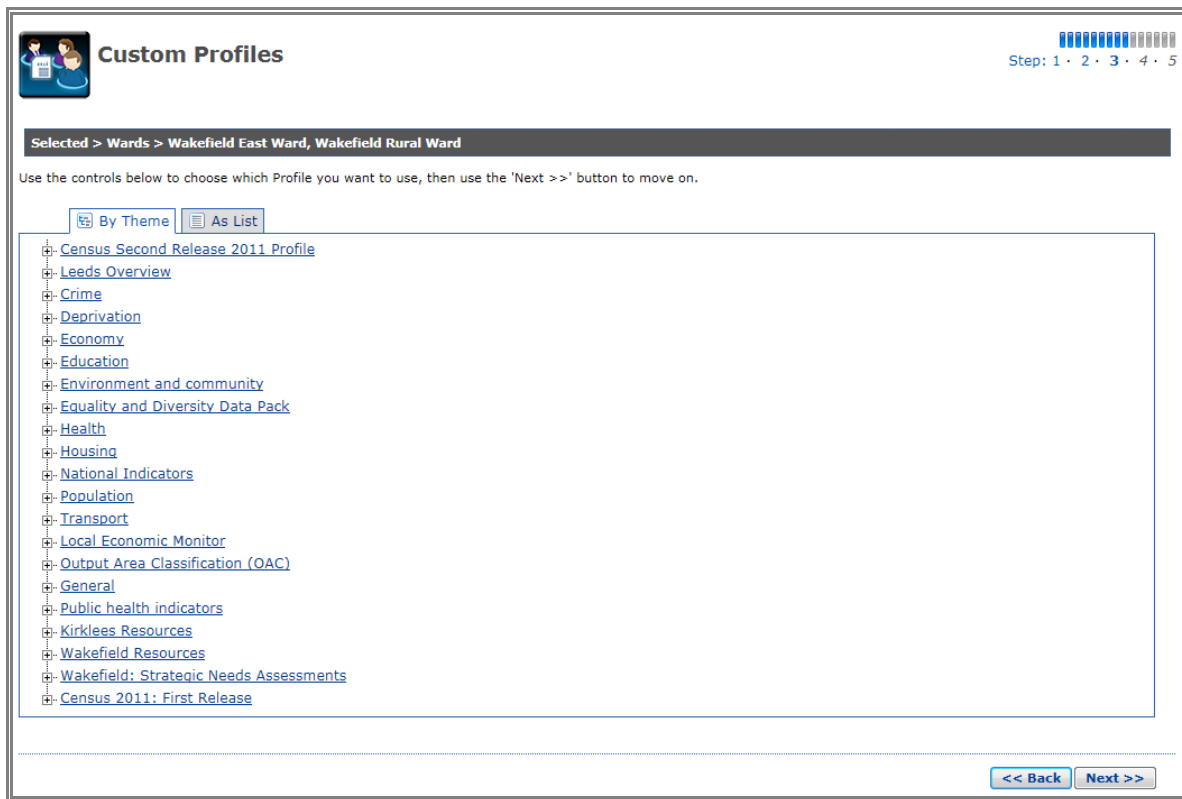 Custom Profiles
Step: 1 · 2 · 3 · 4 · 5
Selected > Wards > Wakefield East Ward, Wakefield Rural Ward
Use the controls below to choose which Profile you want to use, then use the 'Next >>' button to move on.
By Theme As List
Census Second Release 2011 Profile
Leeds Overview
Crime
Deprivation
Economy
Education
Environment and community
Equality and Diversity Data Pack
Health
Housing
National Indicators
Population
Transport
Local Economic Monitor
Output Area Classification (OAC)
General
Public health indicators
Kirklees Resources
Wakefield Resources
Wakefield: Strategic Needs Assessments
Census 2011: First Release
<< Back Next >>